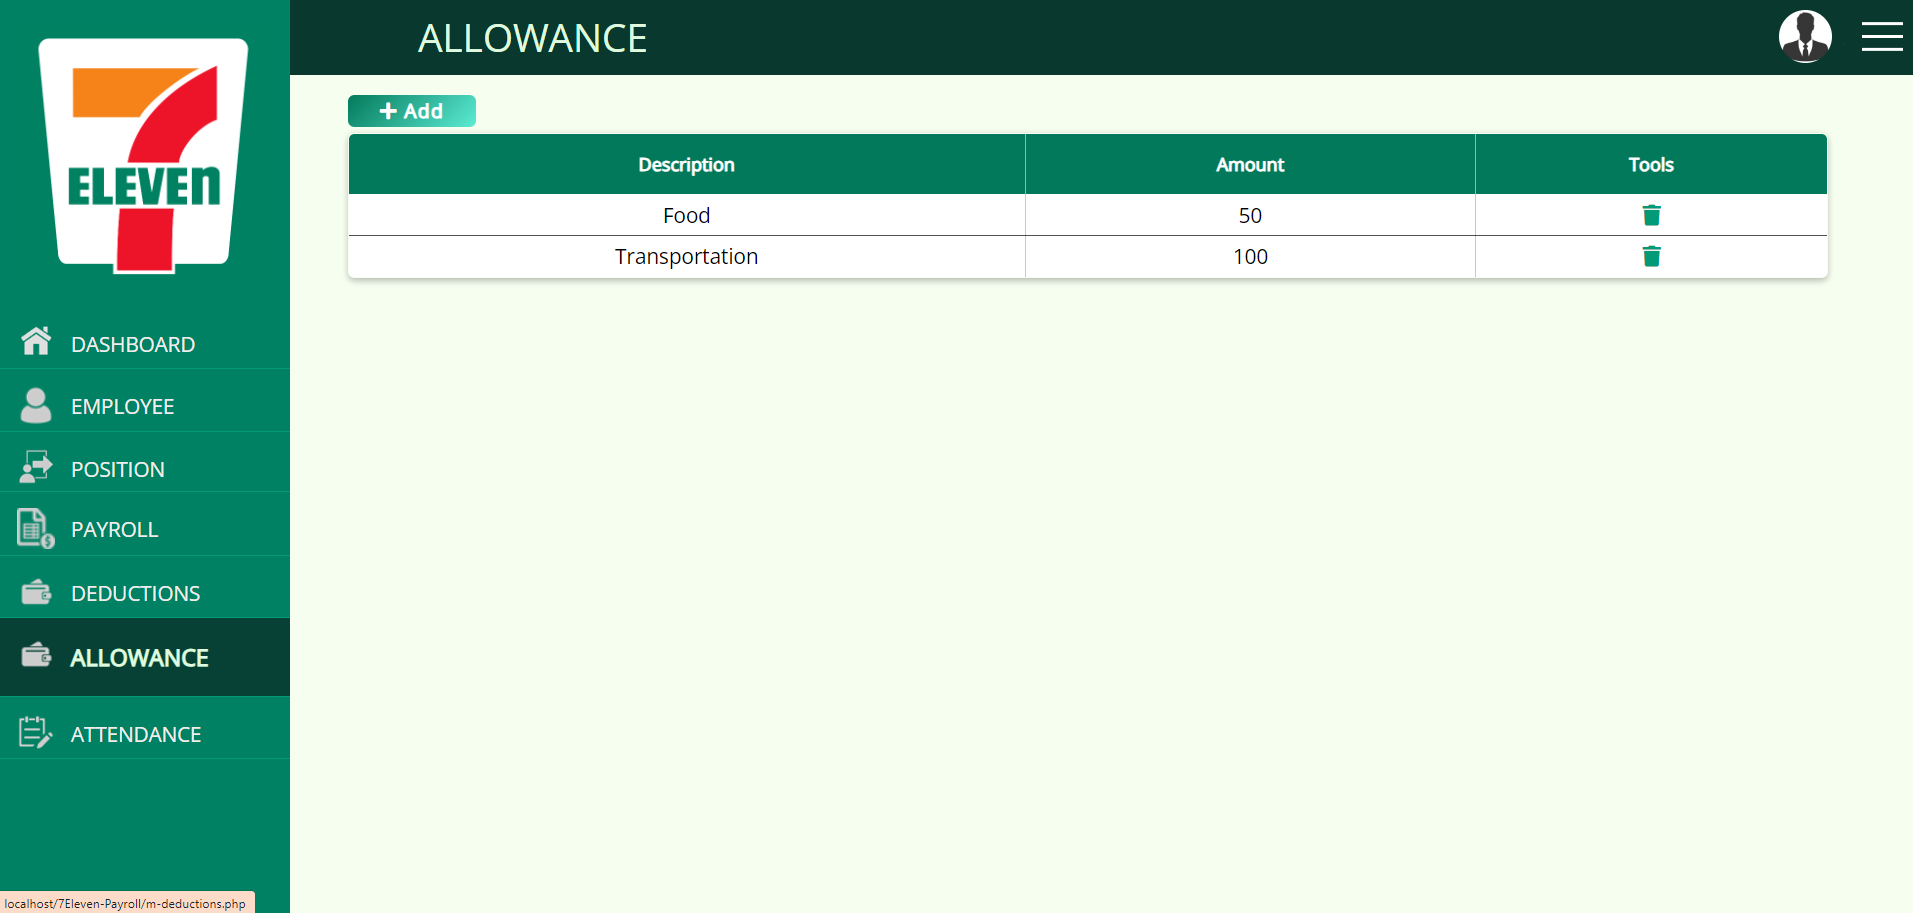 ELEVEn
ALLOWANCE
+ Add
Description Amount Tools
Food 50
Transportation 100
DASHBOARD
EMPLOYEE
POSITION
PAYROLL
DEDUCTIONS
ALLOWANCE
ATTENDANCE
localhost/7Eleven-Payroll/m-deductions.php